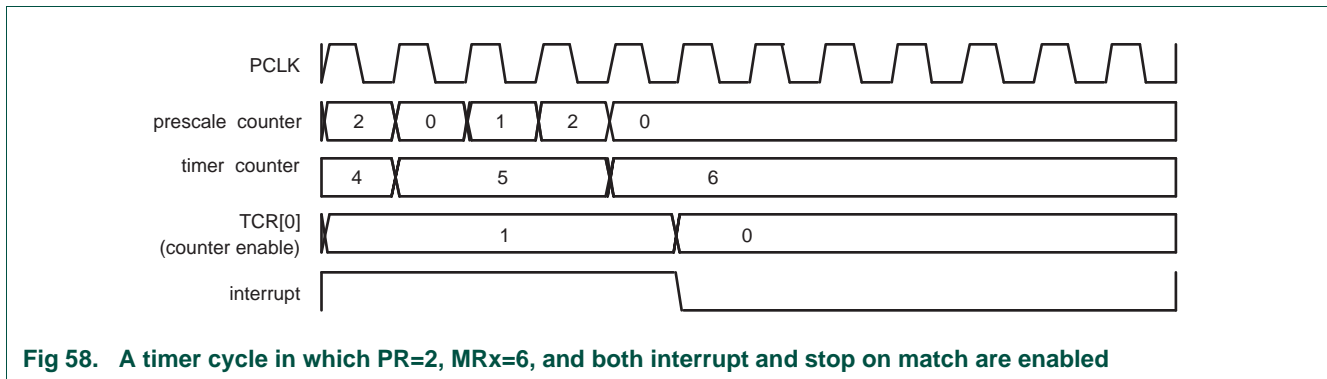 PCLK
prescale counter 2 0 1 2 0
timer counter 4 5 6
TCR[0]
(counter enable) 1 0
interrupt
Fig 58. A timer cycle in which PR=2, MRx=6, and both interrupt and stop on match are enabled